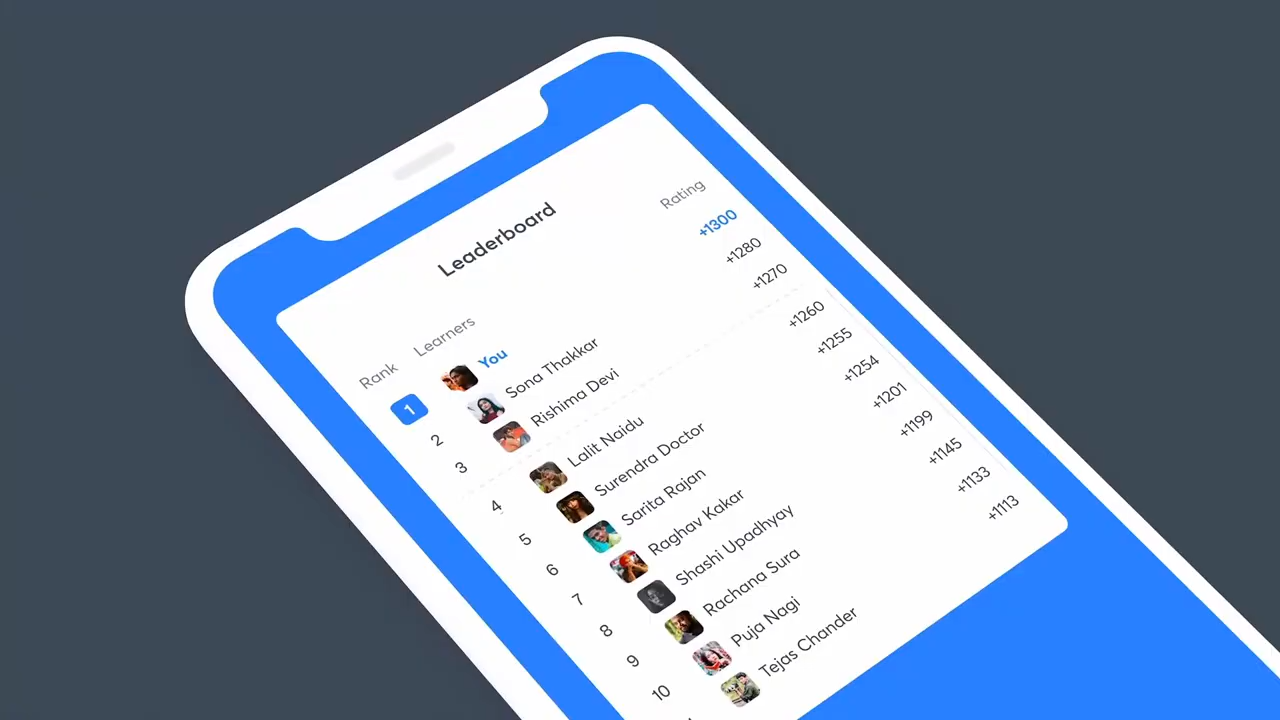 Leaderboard
Rank Learners Rating
1 You +1300
2 Sona Thakkar +1280
3 Rishima Devi +1270
4 Lalit Naidu +1260
5 Surendra Doctor +1255
6 Sarita Rajan +1254
7 Raghav Kakar +1201
8 Shashi Upadhyay +1199
9 Rachana Sura +1145
10 Puja Nagi +1133
Tejas Chander +1113